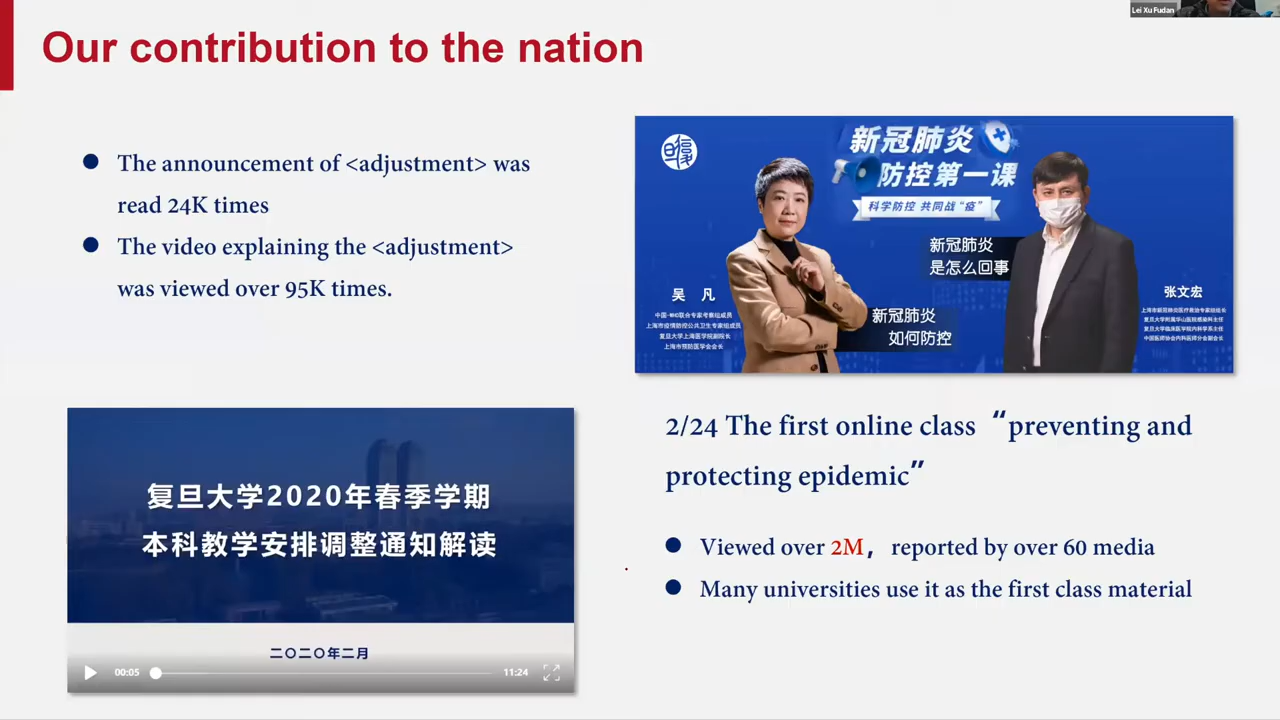 Lei Xu Fudan
Our contribution to the nation
The announcement of <adjustment> was
read 24K times
The video explaining the <adjustment>
was viewed over 95K times.
新冠肺炎
防控第一课
科学防控 共同战“疫”
新冠肺炎
是怎么回事
吴 凡
中国-WHO联合专家考察组成员
上海市疫情防控公共卫生专家组成员
复旦大学上海医学院副院长
上海市预防医学会会长
新冠肺炎
如何防控
张文宏
上海市新冠肺炎医疗救治专家组组长
复旦大学附属华山医院感染科主任
复旦大学临床医学院内科学系主任
中国医师协会内科医师分会副会长
复旦大学2020年春季学期
本科教学安排调整通知解读
二〇二〇年二月
00:05
11:24
2/24 The first online class “preventing and
protecting epidemic”
Viewed over 2M，reported by over 60 media
Many universities use it as the first class material